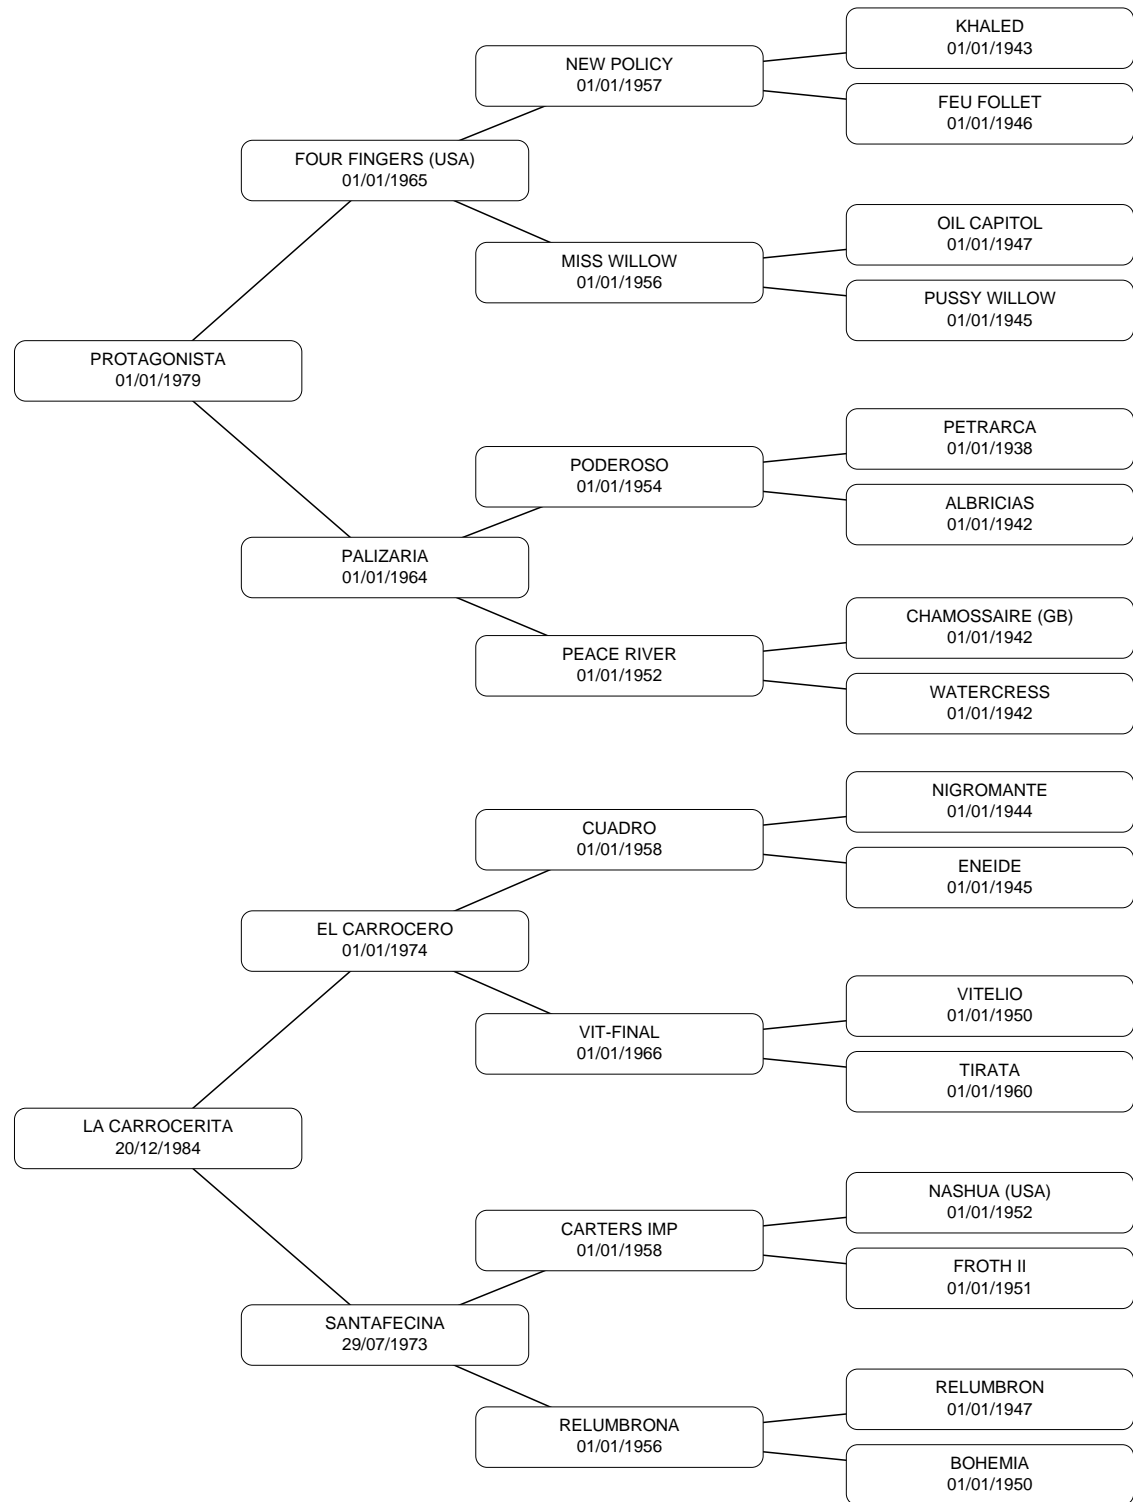 KHALED
01/01/1943
NEW POLICY
01/01/1957
FEU FOLLET
01/01/1946
FOUR FINGERS (USA)
01/01/1965
OIL CAPITOL
01/01/1947
MISS WILLOW
01/01/1956
PUSSY WILLOW
01/01/1945
PROTAGONISTA
01/01/1979
PETRARCA
01/01/1938
PODEROSO
01/01/1954
ALBRICIAS
01/01/1942
PALIZARIA
01/01/1964
CHAMOSSAIRE (GB)
01/01/1942
PEACE RIVER
01/01/1952
WATERCRESS
01/01/1942
NIGROMANTE
01/01/1944
CUADRO
01/01/1958
ENEIDE
01/01/1945
EL CARROCERO
01/01/1974
VITELIO
01/01/1950
VIT-FINAL
01/01/1966
TIRATA
01/01/1960
LA CARROCERITA
20/12/1984
NASHUA (USA)
01/01/1952
CARTERS IMP
01/01/1958
FROTH II
01/01/1951
SANTAFECINA
29/07/1973
RELUMBRON
01/01/1947
RELUMBRONA
01/01/1956
BOHEMIA
01/01/1950